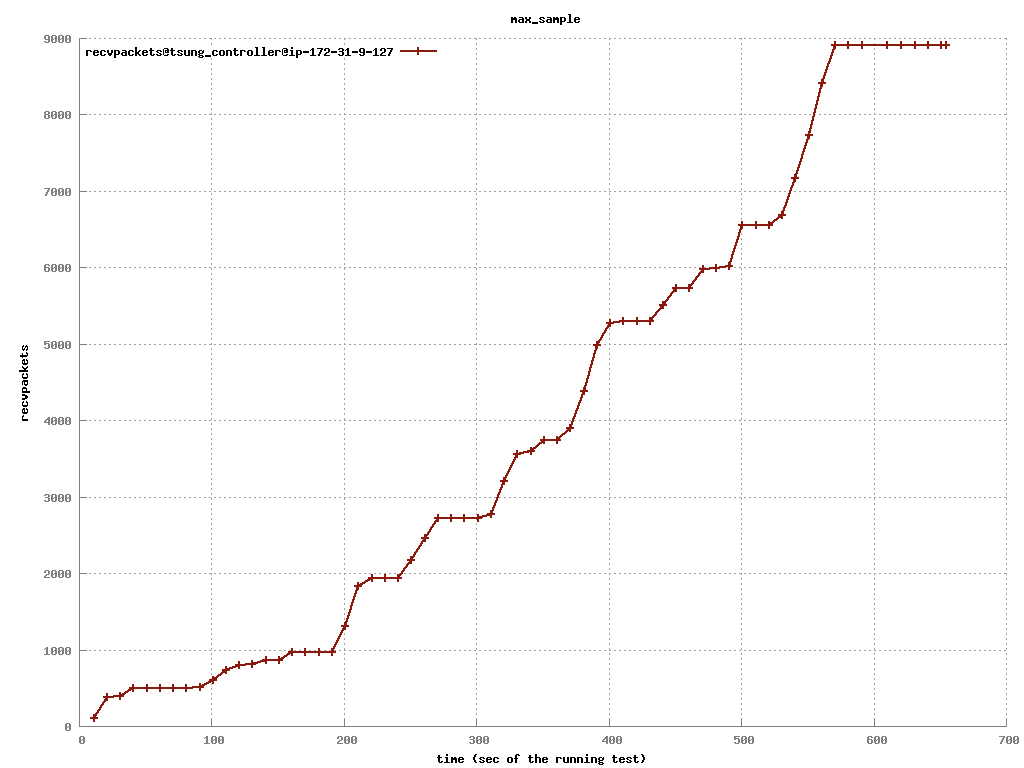 max_sample
9000
recvpackets@tsung_controller@ip-172-31-9-127
8000
7000
6000
5000
recvpackets
4000
3000
2000
1000
0
0 100 200 300 400 500 600 700
time (sec of the running test)